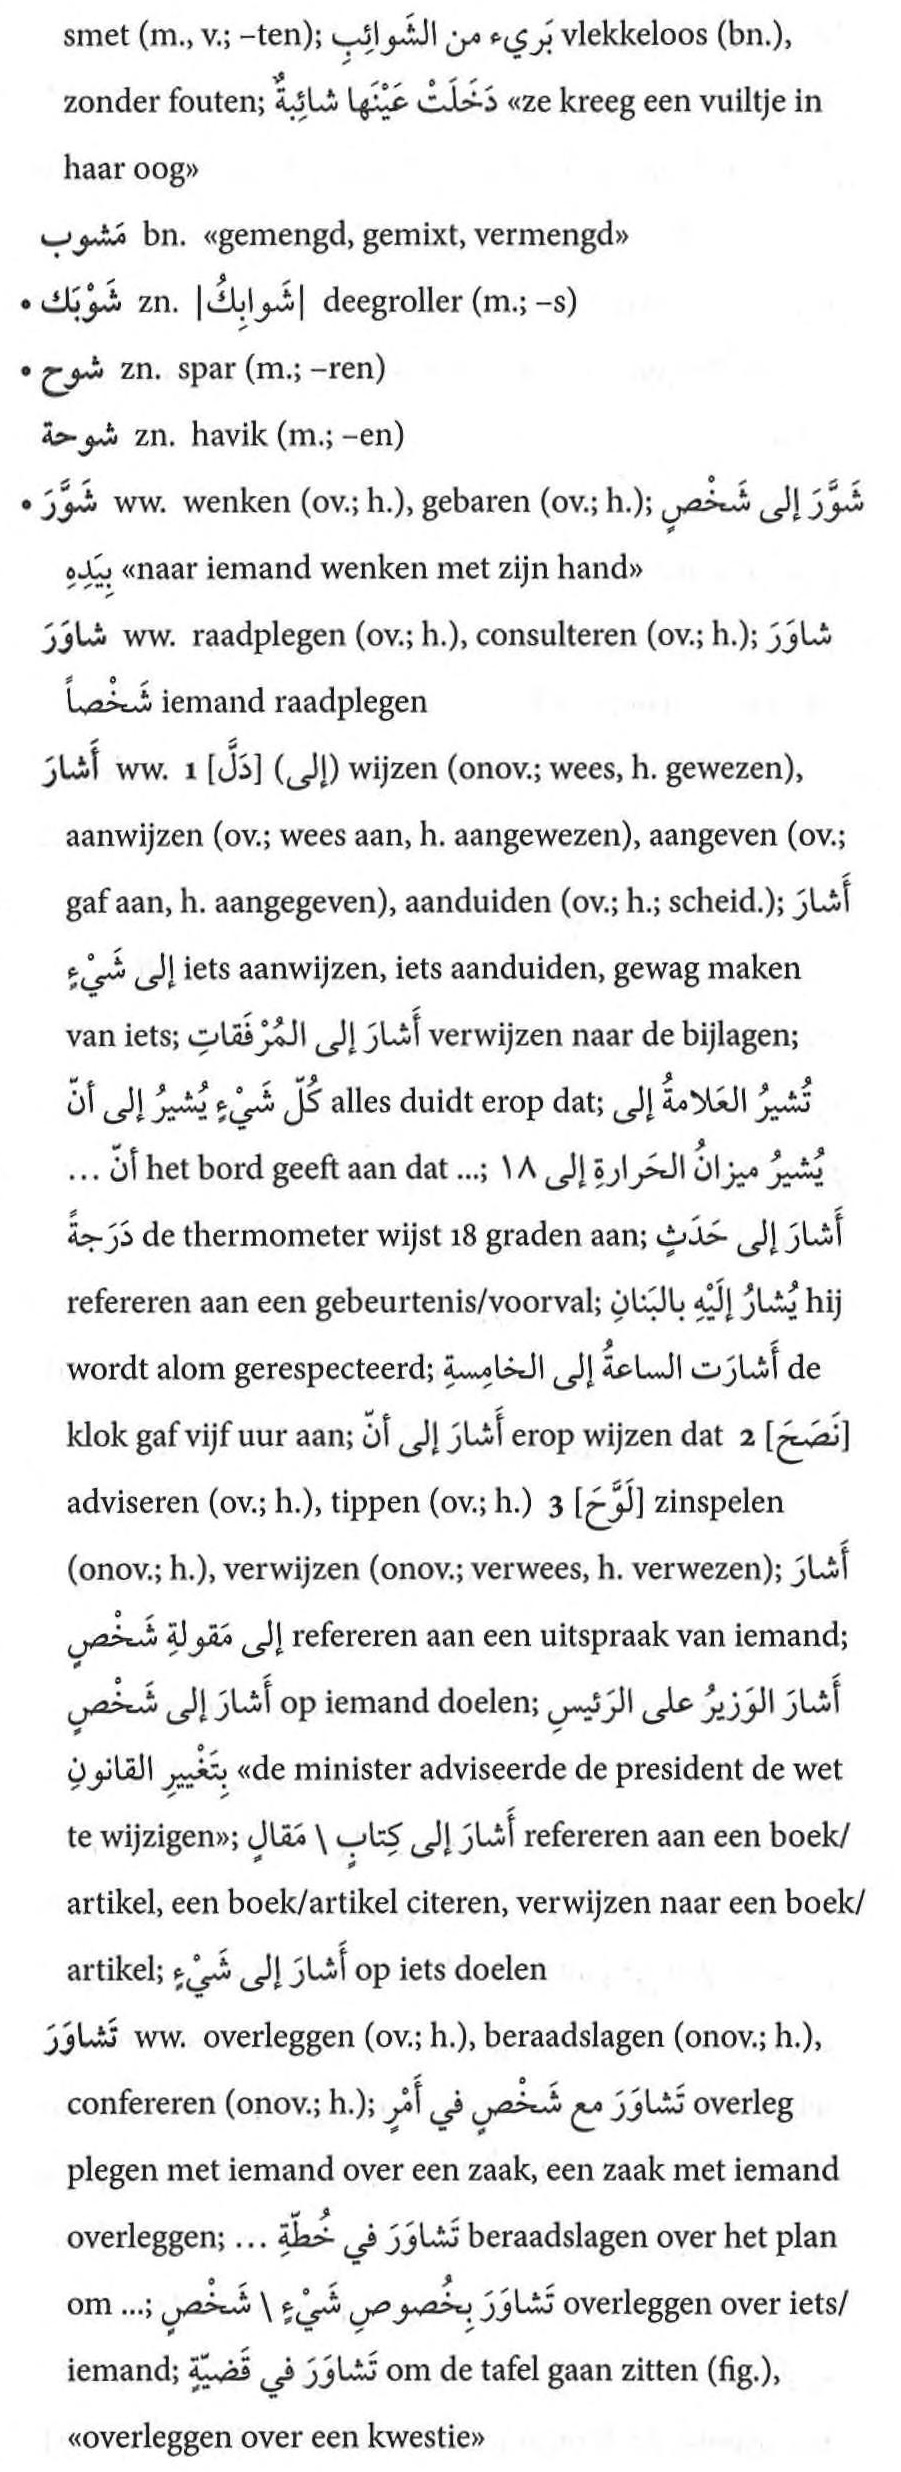 smet (m., v.; –ten); بَريء من الشَوائِبِ vlekkeloos (bn.),
zonder fouten; دَخَلَتْ عَيْنَها شائِبةٌ «ze kreeg een vuiltje in
haar oog»
مَشوب bn. «gemengd, gemixt, vermengd»
• شَوْبَك zn. |شَوابِكُ| deegroller (m.; –s)
• شوح zn. spar (m.; –ren)
شوحة zn. havik (m.; –en)
• شَوَّرَ ww. wenken (ov.; h.), gebaren (ov.; h.); شَوَّرَ إلى شَخْصٍ
بِيَدِهِ «naar iemand wenken met zijn hand»
شاوَرَ ww. raadplegen (ov.; h.), consulteren (ov.; h.); شاوَرَ
شَخْصاً iemand raadplegen
أَشارَ ww. 1 [دَلَّ] (إلى) wijzen (onov.; wees, h. gewezen),
aanwijzen (ov.; wees aan, h. aangewezen), aangeven (ov.;
gaf aan, h. aangegeven), aanduiden (ov.; h.; scheid.); أَشارَ
إلى شَيْءٍ iets aanwijzen, iets aanduiden, gewag maken
van iets; أَشارَ إلى المُرْفَقاتِ verwijzen naar de bijlagen;
كُلّ شَيْءٍ يُشيرُ إلى أنّ alles duidt erop dat; تُشيرُ العَلامةُ إلى
أنّ ... het bord geeft aan dat ...; يُشيرُ ميزانُ الحَرارةِ إلى ١٨
دَرَجةً de thermometer wijst 18 graden aan; أَشارَ إلى حَدَثٍ
refereren aan een gebeurtenis/voorval; يُشارُ إلَيْهِ بالبَنانِ hij
wordt alom gerespecteerd; أَشارَت الساعةُ إلى الخامِسةِ de
klok gaf vijf uur aan; أَشارَ إلى أنّ erop wijzen dat 2 [نَصَحَ]
adviseren (ov.; h.), tippen (ov.; h.) 3 [لَوَّحَ] zinspelen
(onov.; h.), verwijzen (onov.; verwees, h. verwezen); أَشارَ
إلى مَقولةِ شَخْصٍ refereren aan een uitspraak van iemand;
أَشارَ إلى شَخْصٍ op iemand doelen; أَشارَ الوَزيرُ على الرَئيسِ
بِتَغْييرِ القانونِ «de minister adviseerde de president de wet
te wijzigen»; أَشارَ إلى كِتابٍ \ مَقالٍ refereren aan een boek/
artikel, een boek/artikel citeren, verwijzen naar een boek/
artikel; أَشارَ إلى شَيْءٍ op iets doelen
تَشاوَرَ ww. overleggen (ov.; h.), beraadslagen (onov.; h.),
confereren (onov.; h.); تَشاوَرَ مع شَخْصٍ في أَمْرٍ overleg
plegen met iemand over een zaak, een zaak met iemand
overleggen; تَشاوَرَ في خُطّةِ ... beraadslagen over het plan
om ...; تَشاوَرَ بِخُصوصِ شَيْءٍ \ شَخْصٍ overleggen over iets/
iemand; تَشاوَرَ في قَضيّةٍ om de tafel gaan zitten (fig.),
«overleggen over een kwestie»